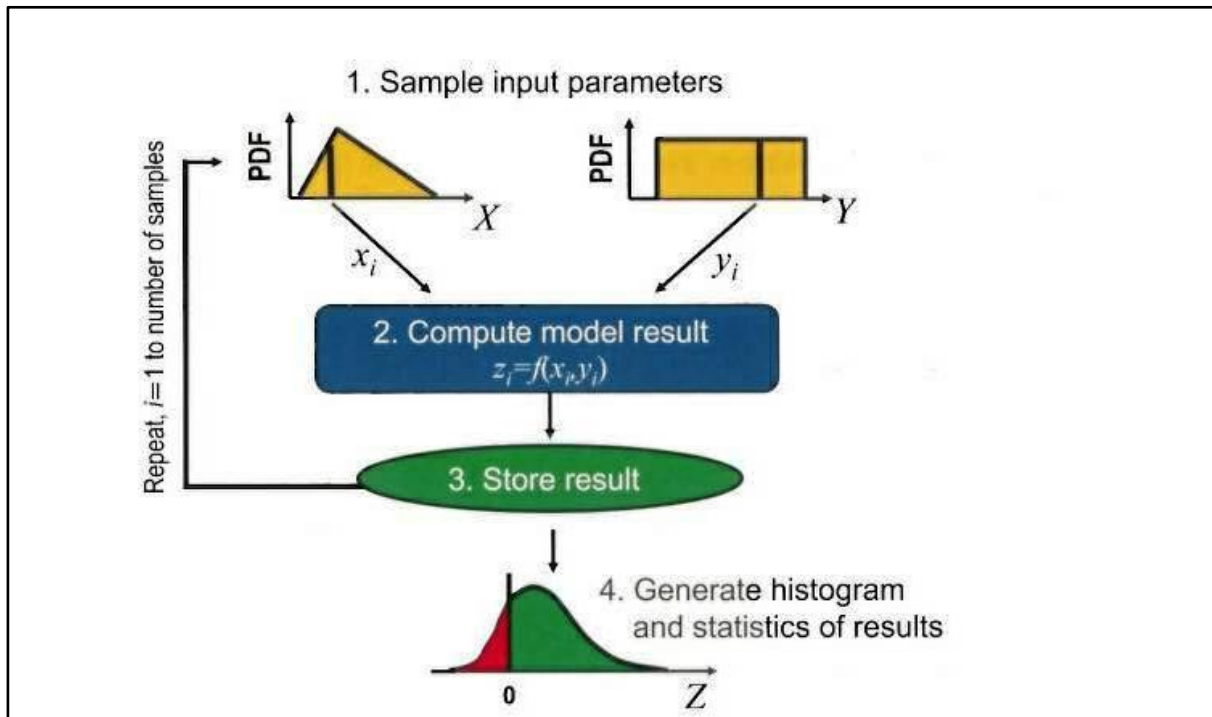 1. Sample input parameters
PDF
X
PDF
Y
Repeat, i = 1 to number of samples
xᵢ
yᵢ
2. Compute model result
zᵢ=f(xᵢ,yᵢ)
3. Store result
4. Generate histogram
and statistics of results
0
Z